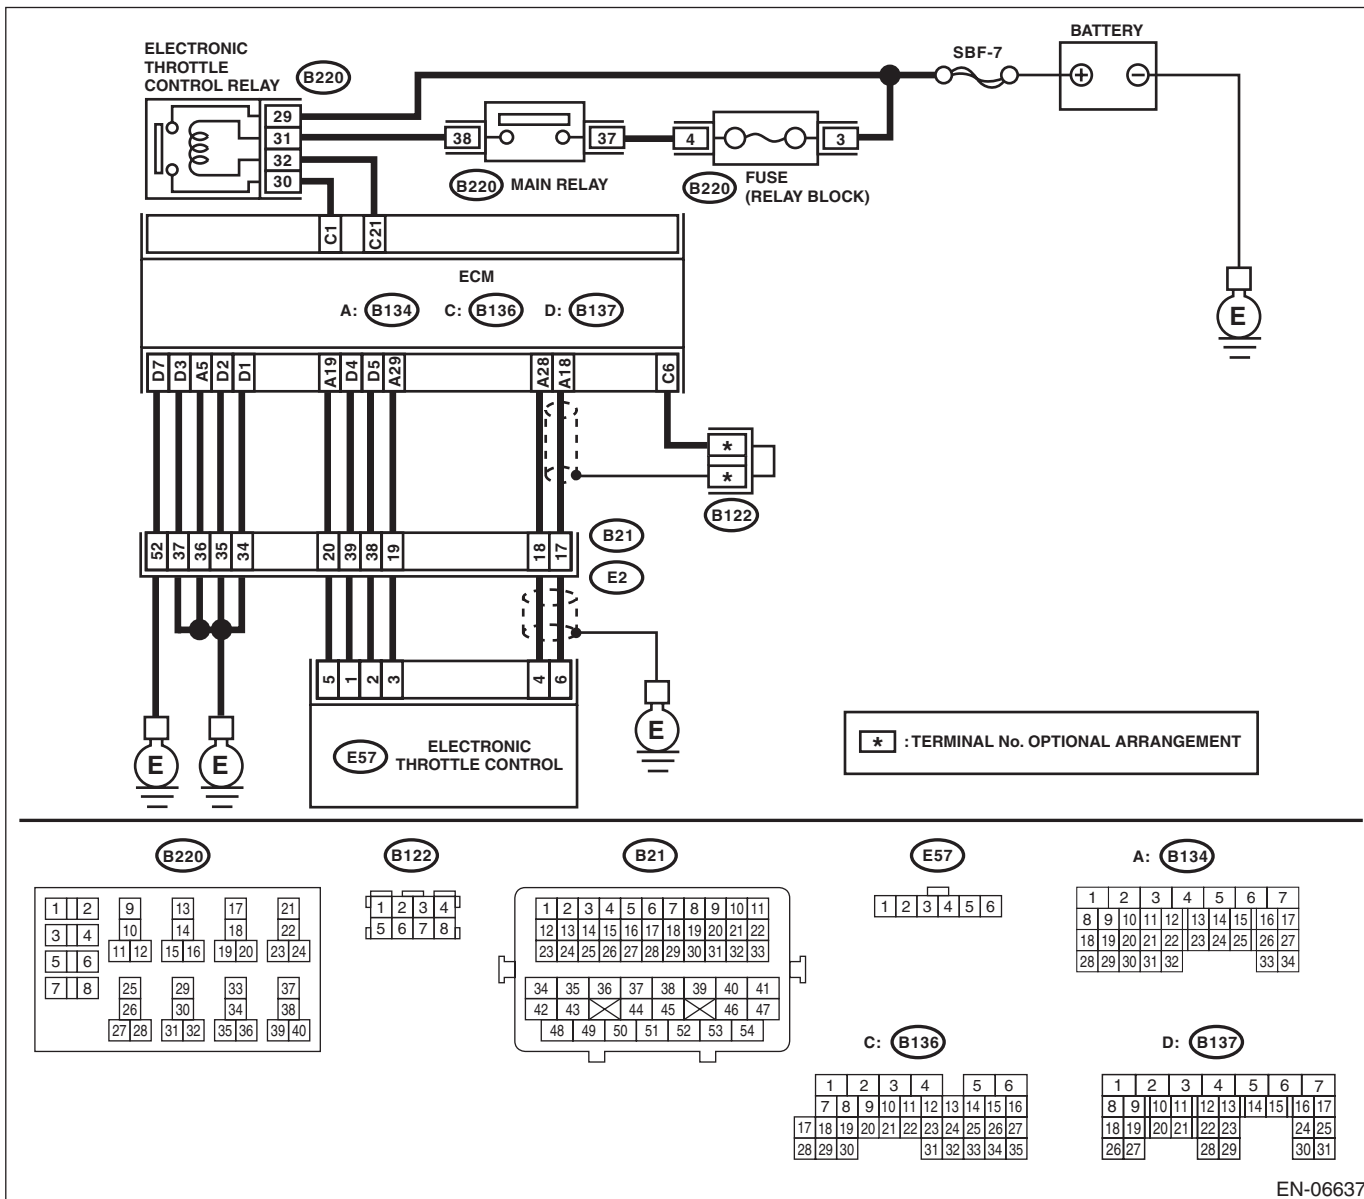 BATTERY
SBF-7
ELECTRONIC
THROTTLE
CONTROL RELAY
B220
29
31
32
30
38
37
4
3
B220 MAIN RELAY
B220 FUSE
(RELAY BLOCK)
C1 C21
ECM
A: B134 C: B136 D: B137
E
D7 D3 A5 D2 D1 A19 D4 D5 A29 A28 A18 C6
*
*
B122
52 37 36 35 34 20 39 38 19 18 17
B21
E2
5 1 2 3 4 6
E57 ELECTRONIC
THROTTLE CONTROL
E E E
* : TERMINAL No. OPTIONAL ARRANGEMENT
B220
1 2 9 13 17 21
3 4 10 14 18 22
11 12 15 16 19 20 23 24
5 6
7 8 25 29 33 37
26 30 34 38
27 28 31 32 35 36 39 40
B122
1 2 3 4
5 6 7 8
B21
1 2 3 4 5 6 7 8 9 10 11
12 13 14 15 16 17 18 19 20 21 22
23 24 25 26 27 28 29 30 31 32 33
34 35 36 37 38 39 40 41
42 43 44 45 46 47
48 49 50 51 52 53 54
E57
1 2 3 4 5 6
A: B134
1 2 3 4 5 6 7
8 9 10 11 12 13 14 15 16 17
18 19 20 21 22 23 24 25 26 27
28 29 30 31 32 33 34
C: B136
1 2 3 4 5 6
7 8 9 10 11 12 13 14 15 16
17 18 19 20 21 22 23 24 25 26 27
28 29 30 31 32 33 34 35
D: B137
1 2 3 4 5 6 7
8 9 10 11 12 13 14 15 16 17
18 19 20 21 22 23 24 25
26 27 28 29 30 31
EN-06637